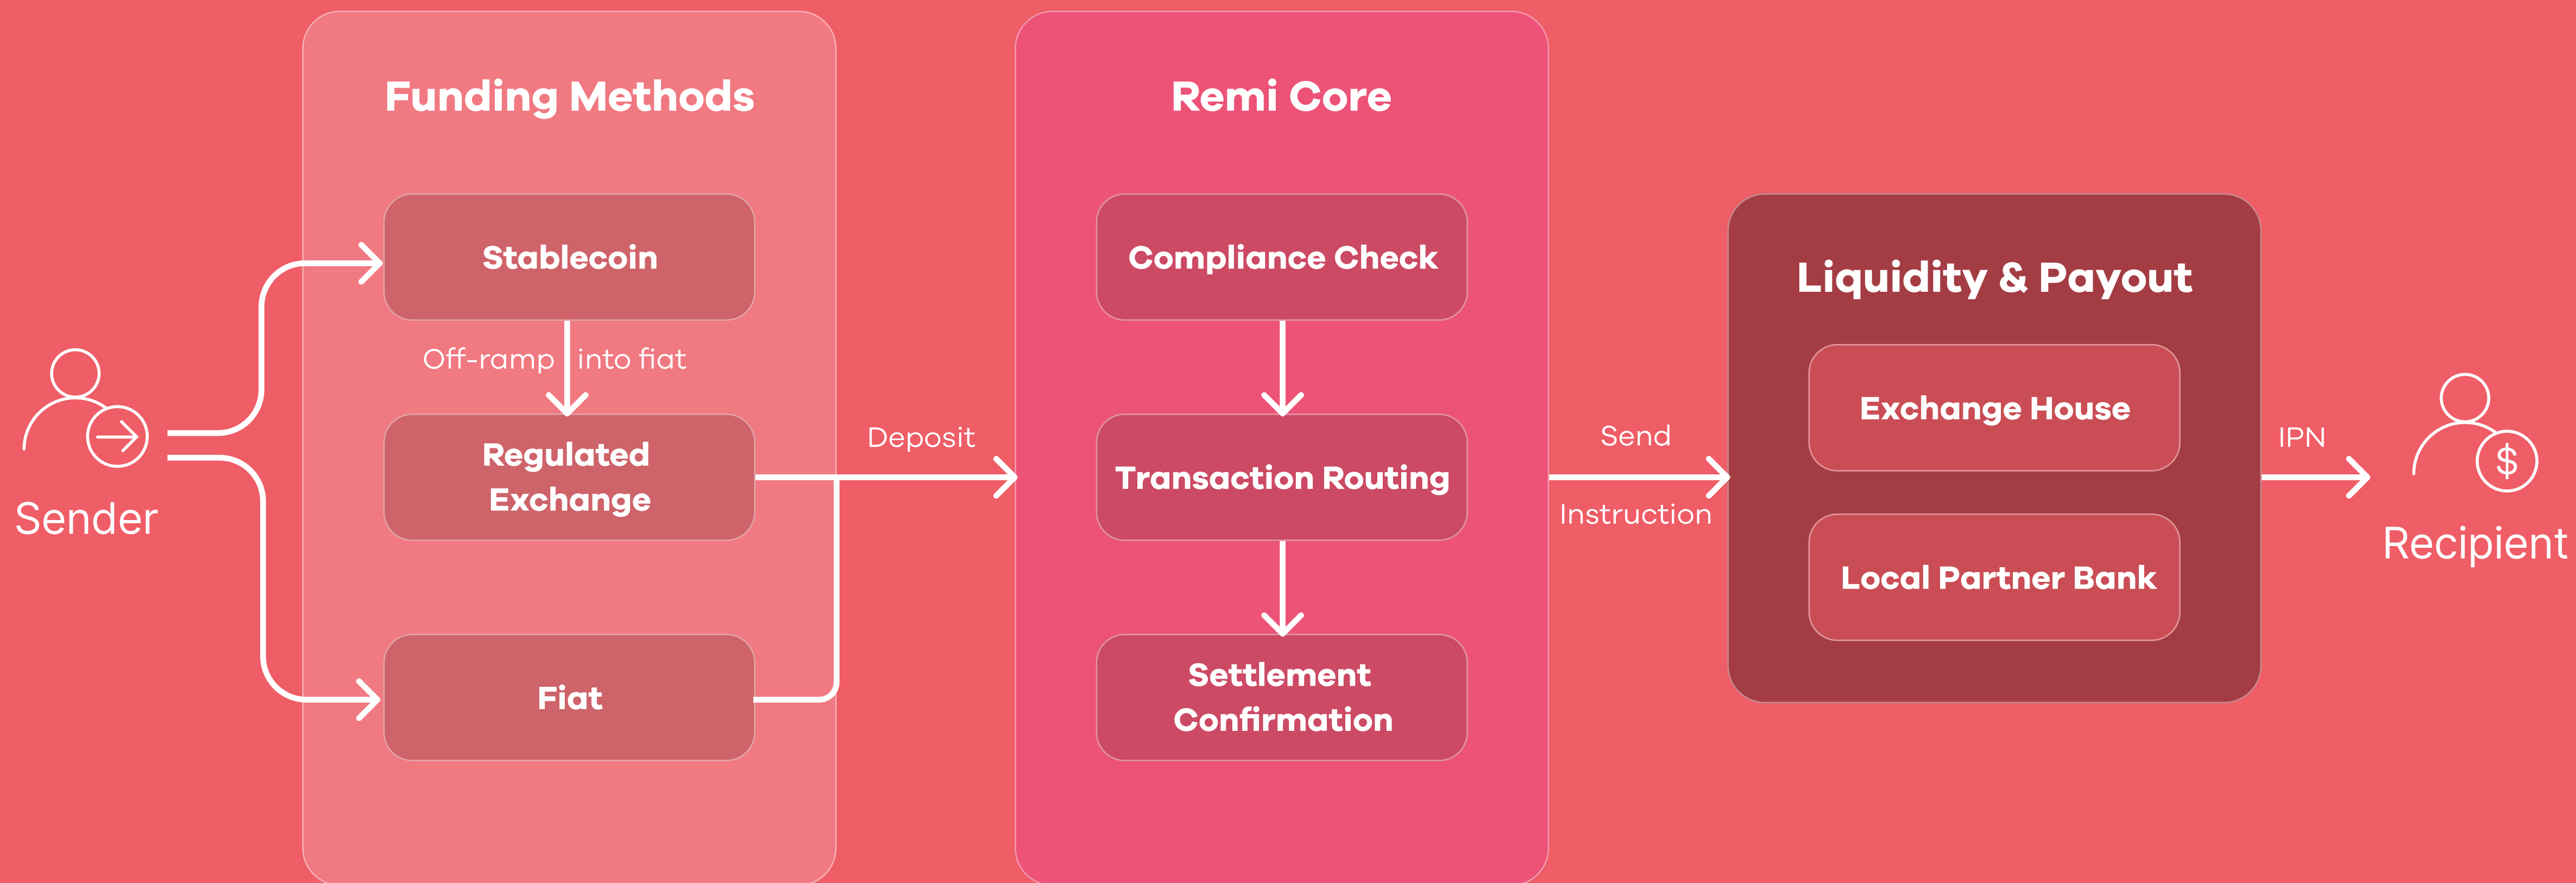 Sender
Funding Methods
Stablecoin
Off-ramp into fiat
Regulated
Exchange
Fiat
Deposit
Remi Core
Compliance Check
Transaction Routing
Settlement
Confirmation
Send
Instruction
Liquidity & Payout
Exchange House
Local Partner Bank
IPN
$
Recipient